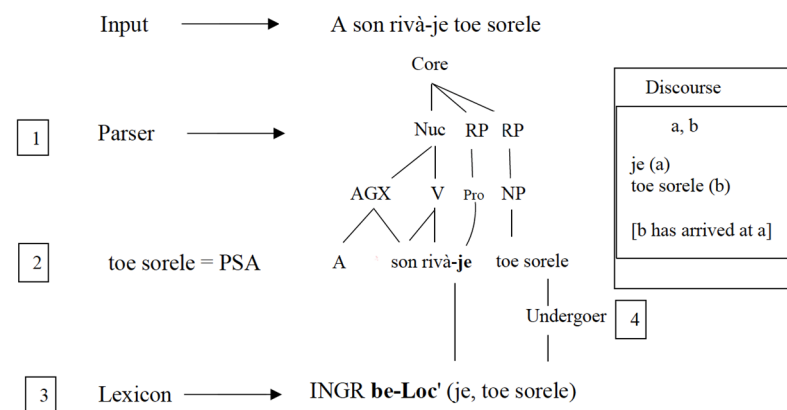 Input A son rivà-je toe sorele
Core
Discourse
a, b
1 Parser Nuc RP RP
je (a)
toe sorele (b)
AGX V Pro NP
[b has arrived at a]
2 toe sorele = PSA A son rivà-je toe sorele
Undergoer 4
3 Lexicon INGR be-Loc' (je, toe sorele)